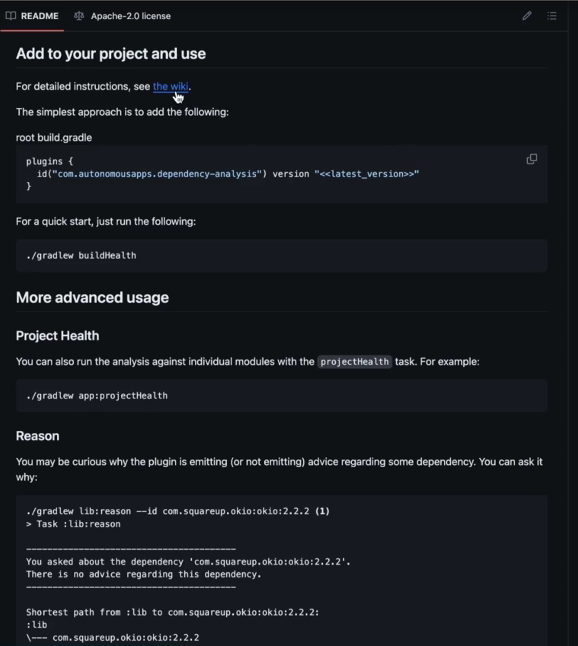 README
Apache-2.0 license
Add to your project and use
For detailed instructions, see the wiki.
The simplest approach is to add the following:
root build.gradle
plugins {
  id("com.autonomousapps.dependency-analysis") version "<<latest_version>>"
}
For a quick start, just run the following:
./gradlew buildHealth
More advanced usage
Project Health
You can also run the analysis against individual modules with the projectHealth task. For example:
./gradlew app:projectHealth
Reason
You may be curious why the plugin is emitting (or not emitting) advice regarding some dependency. You can ask it
why:
./gradlew lib:reason --id com.squareup.okio:okio:2.2.2 (1)
> Task :lib:reason
----------------------------------------
You asked about the dependency 'com.squareup.okio:okio:2.2.2'.
There is no advice regarding this dependency.
----------------------------------------
Shortest path from :lib to com.squareup.okio:okio:2.2.2:
:lib
\--- com.squareup.okio:okio:2.2.2